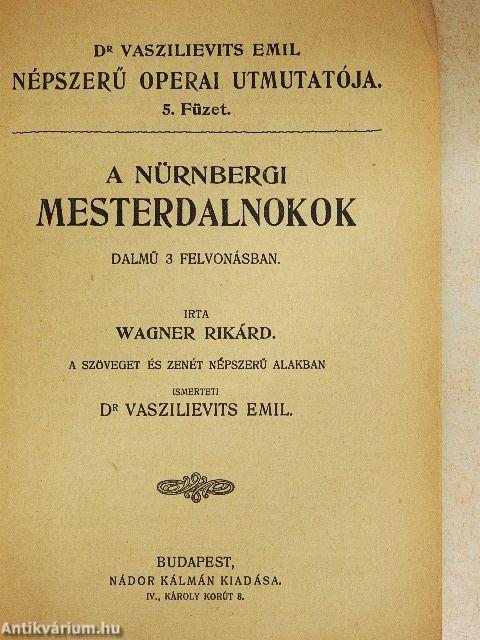 Dr VASZILIEVITS EMIL
NÉPSZERŰ OPERAI UTMUTATÓJA.
5. Füzet.
A NÜRNBERGI
MESTERDALNOKOK
DALMŰ 3 FELVONÁSBAN.
IRTA
WAGNER RIKÁRD.
A SZÖVEGET ÉS ZENÉT NÉPSZERŰ ALAKBAN
ISMERTETI
Dr VASZILIEVITS EMIL.
BUDAPEST,
NÁDOR KÁLMÁN KIADÁSA.
IV., KÁROLY KORÚT 8.
Antikvárium.hu